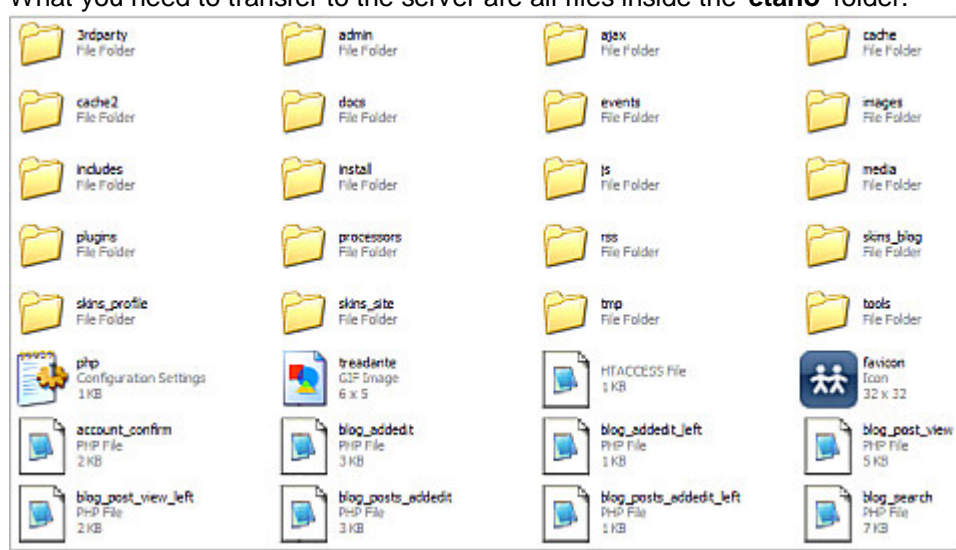 What you need to transfer to the server are all files inside the 'etano' folder.
3rdparty
File Folder
admin
File Folder
ajax
File Folder
cache
File Folder
cache2
File Folder
docs
File Folder
events
File Folder
images
File Folder
includes
File Folder
install
File Folder
js
File Folder
media
File Folder
plugins
File Folder
processors
File Folder
rss
File Folder
skins_blog
File Folder
skins_profile
File Folder
skins_site
File Folder
tmp
File Folder
tools
File Folder
php
Configuration Settings
1 KB
treadante
GIF Image
6 x 5
HTACCESS File
1 KB
favicon
Icon
32 x 32
account_confirm
PHP File
2 KB
blog_addedit
PHP File
3 KB
blog_addedit_left
PHP File
1 KB
blog_post_view
PHP File
5 KB
blog_post_view_left
PHP File
2 KB
blog_posts_addedit
PHP File
3 KB
blog_posts_addedit_left
PHP File
1 KB
blog_search
PHP File
7 KB